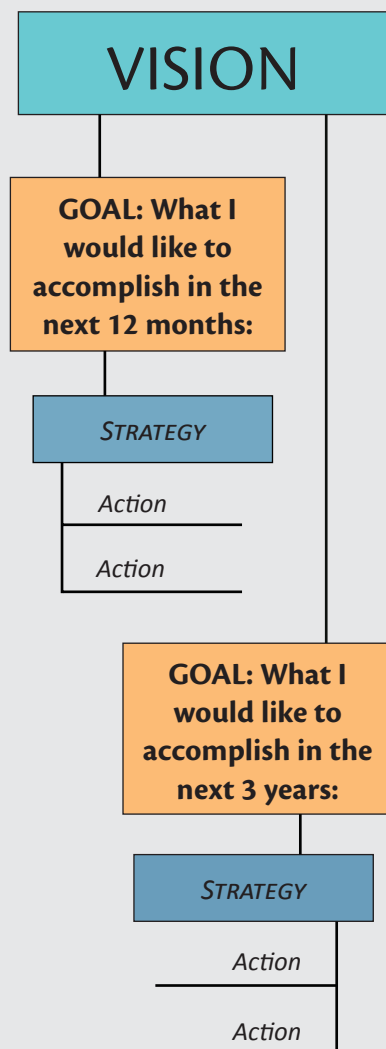 VISION
GOAL: What I
would like to
accomplish in the
next 12 months:
STRATEGY
Action
Action
GOAL: What I
would like to
accomplish in the
next 3 years:
STRATEGY
Action
Action